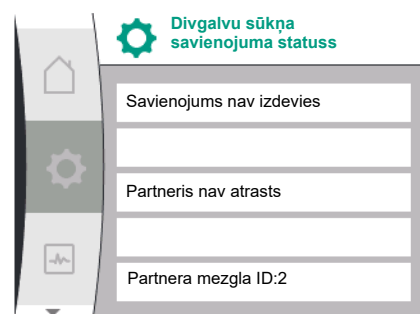 Divgalvu sūkņa
savienojuma statuss
Savienojums nav izdevies
Partneris nav atrasts
Partnera mezgla ID:2